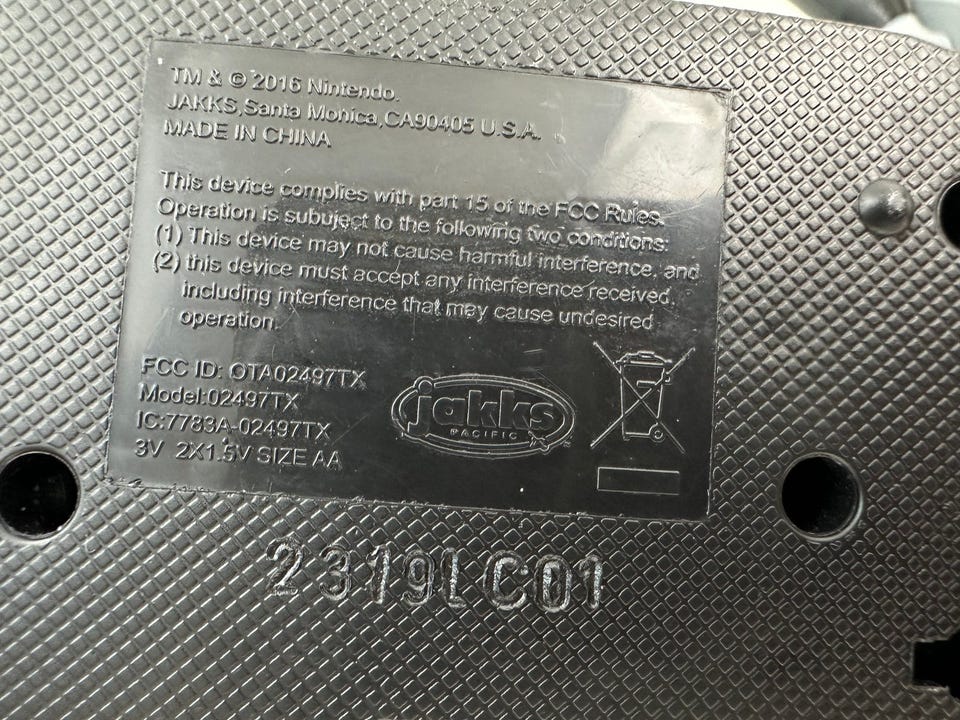 TM & © 2016 Nintendo.
JAKKS,Santa Monica,CA90405 U.S.A.
MADE IN CHINA
This device complies with part 15 of the FCC Rules.
Operation is subuject to the following two conditions:
(1) This device may not cause harmful interference, and
(2) this device must accept any interference received,
including interference that may cause undesired
operation.
FCC ID: OTA02497TX
Model:02497TX
IC:7783A-02497TX
3V 2X1.5V SIZE AA
jakks
PACIFIC
2319LC01